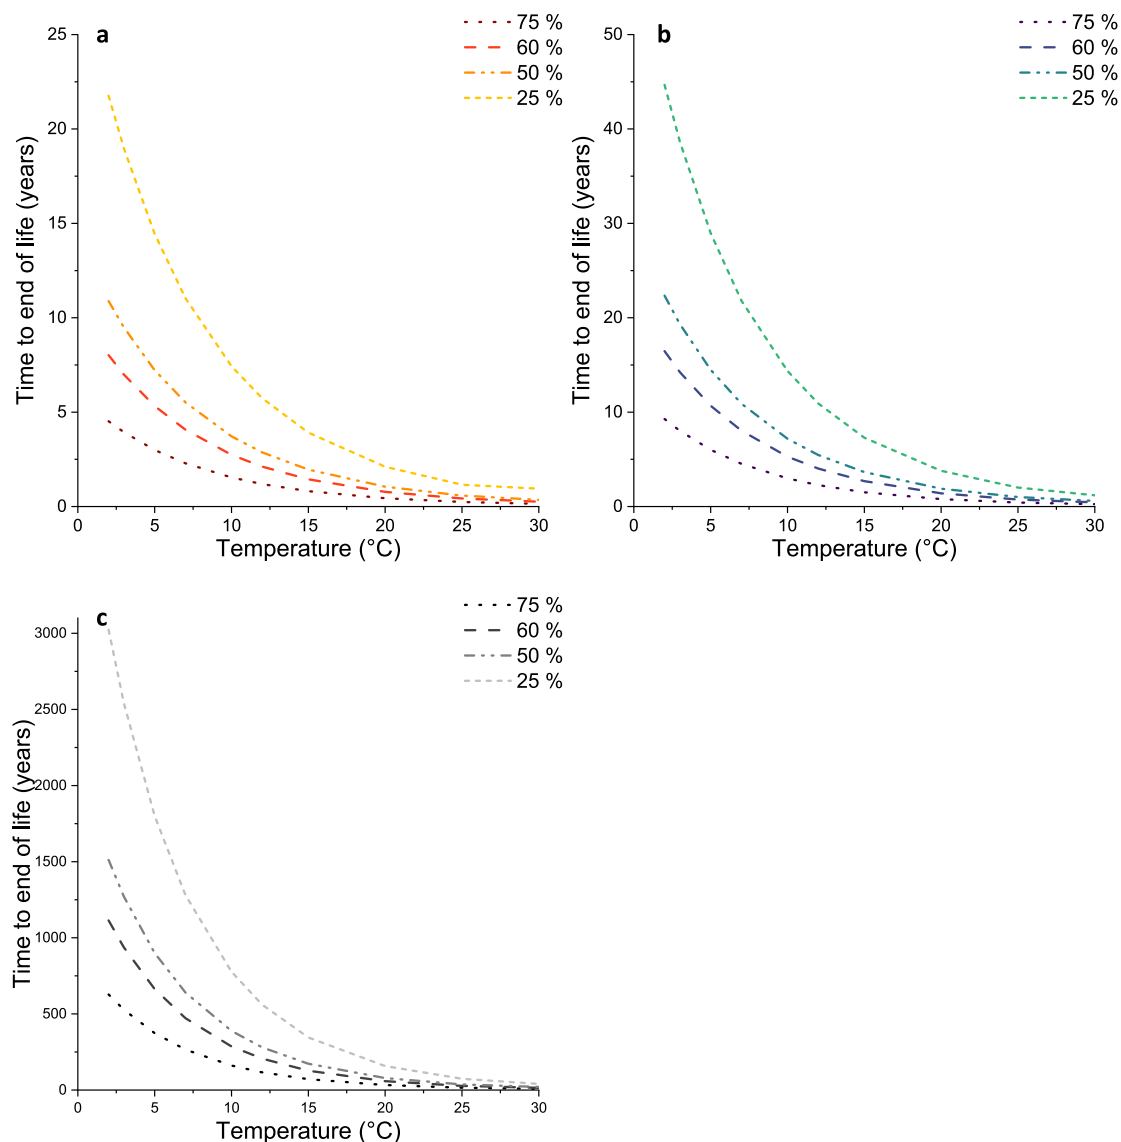 a
75 %
60 %
50 %
25 %
25
20
15
10
5
0
Time to end of life (years)
0 5 10 15 20 25 30
Temperature (°C)
b
75 %
60 %
50 %
25 %
50
40
30
20
10
0
Time to end of life (years)
0 5 10 15 20 25 30
Temperature (°C)
c
75 %
60 %
50 %
25 %
3000
2500
2000
1500
1000
500
0
Time to end of life (years)
0 5 10 15 20 25 30
Temperature (°C)